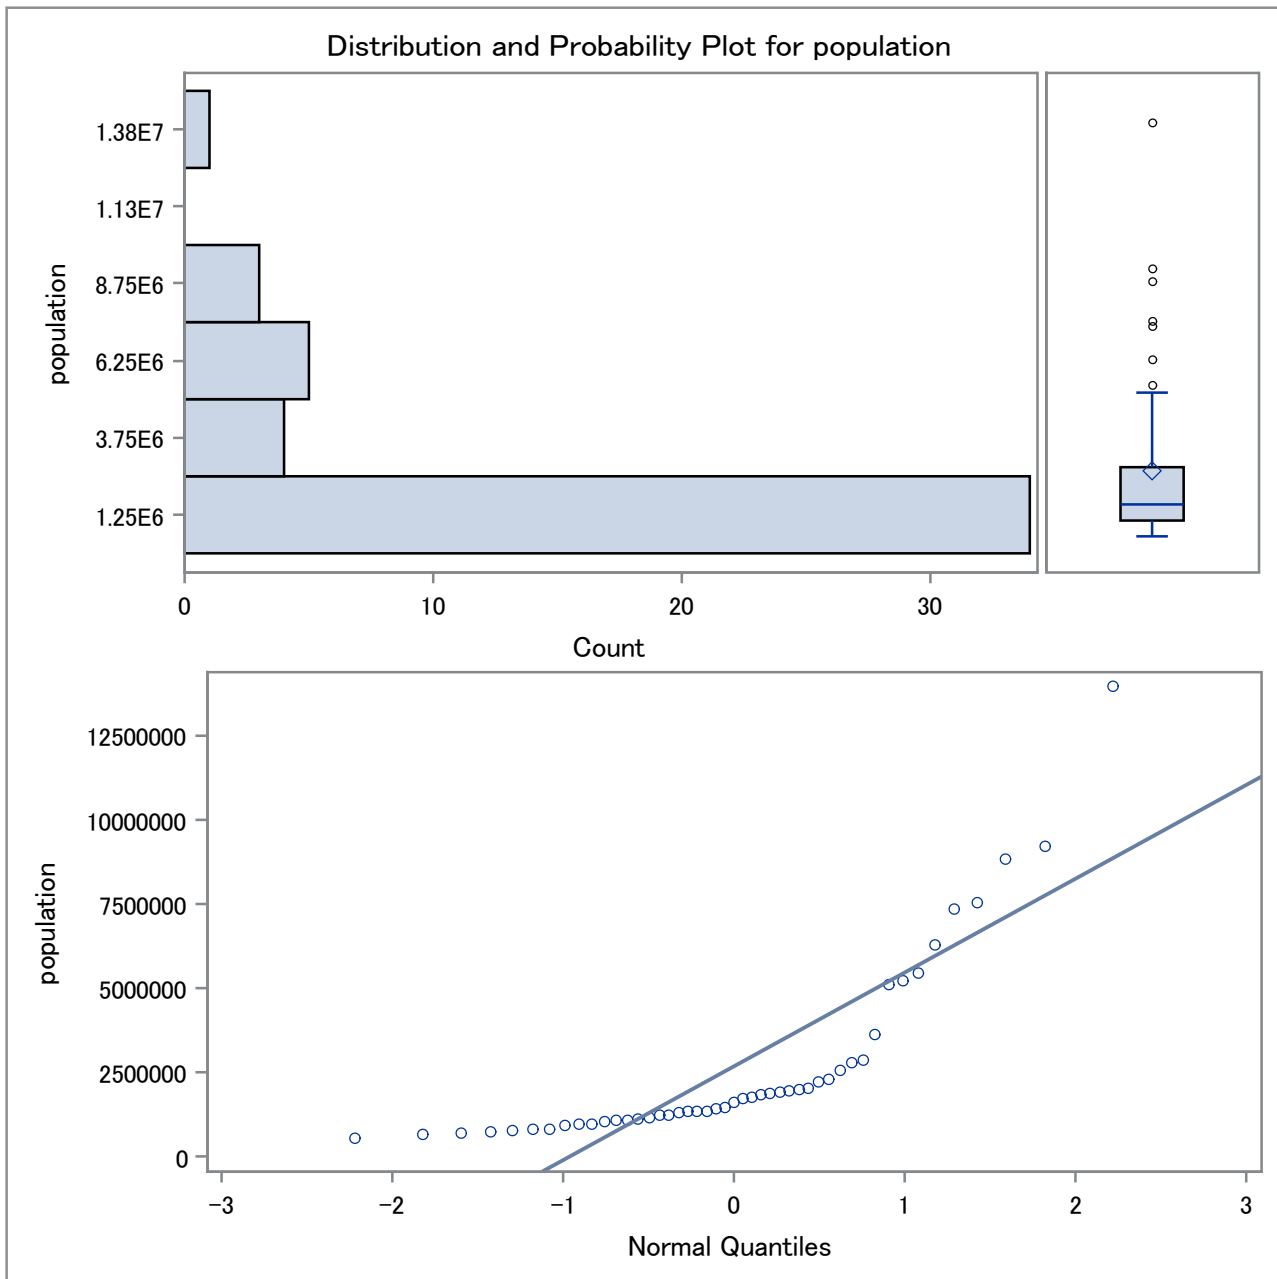 Distribution and Probability Plot for population
1.38E7
1.13E7
8.75E6
6.25E6
3.75E6
1.25E6
population
0 10 20 30
Count
12500000
10000000
7500000
5000000
2500000
0
population
−3 −2 −1 0 1 2 3
Normal Quantiles